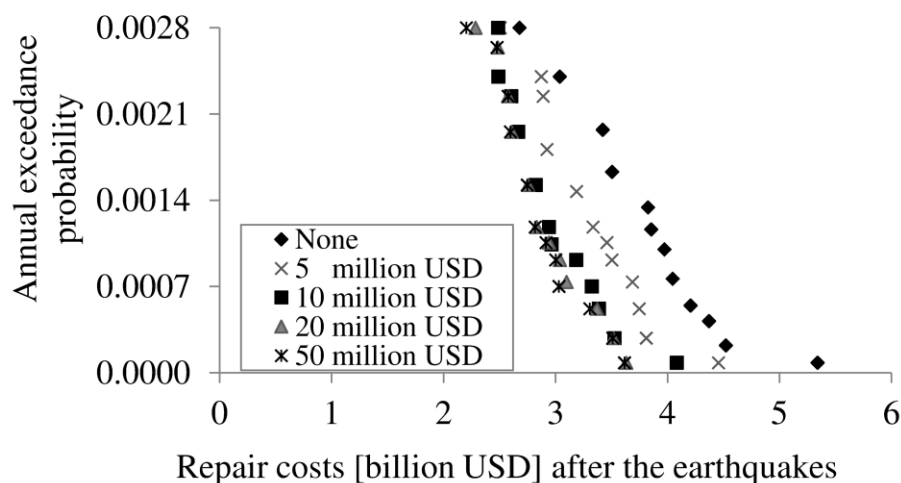 Annual exceedance
probability
0.0028
0.0021
0.0014
0.0007
0.0000
None
5 million USD
10 million USD
20 million USD
50 million USD
0 1 2 3 4 5 6
Repair costs [billion USD] after the earthquakes